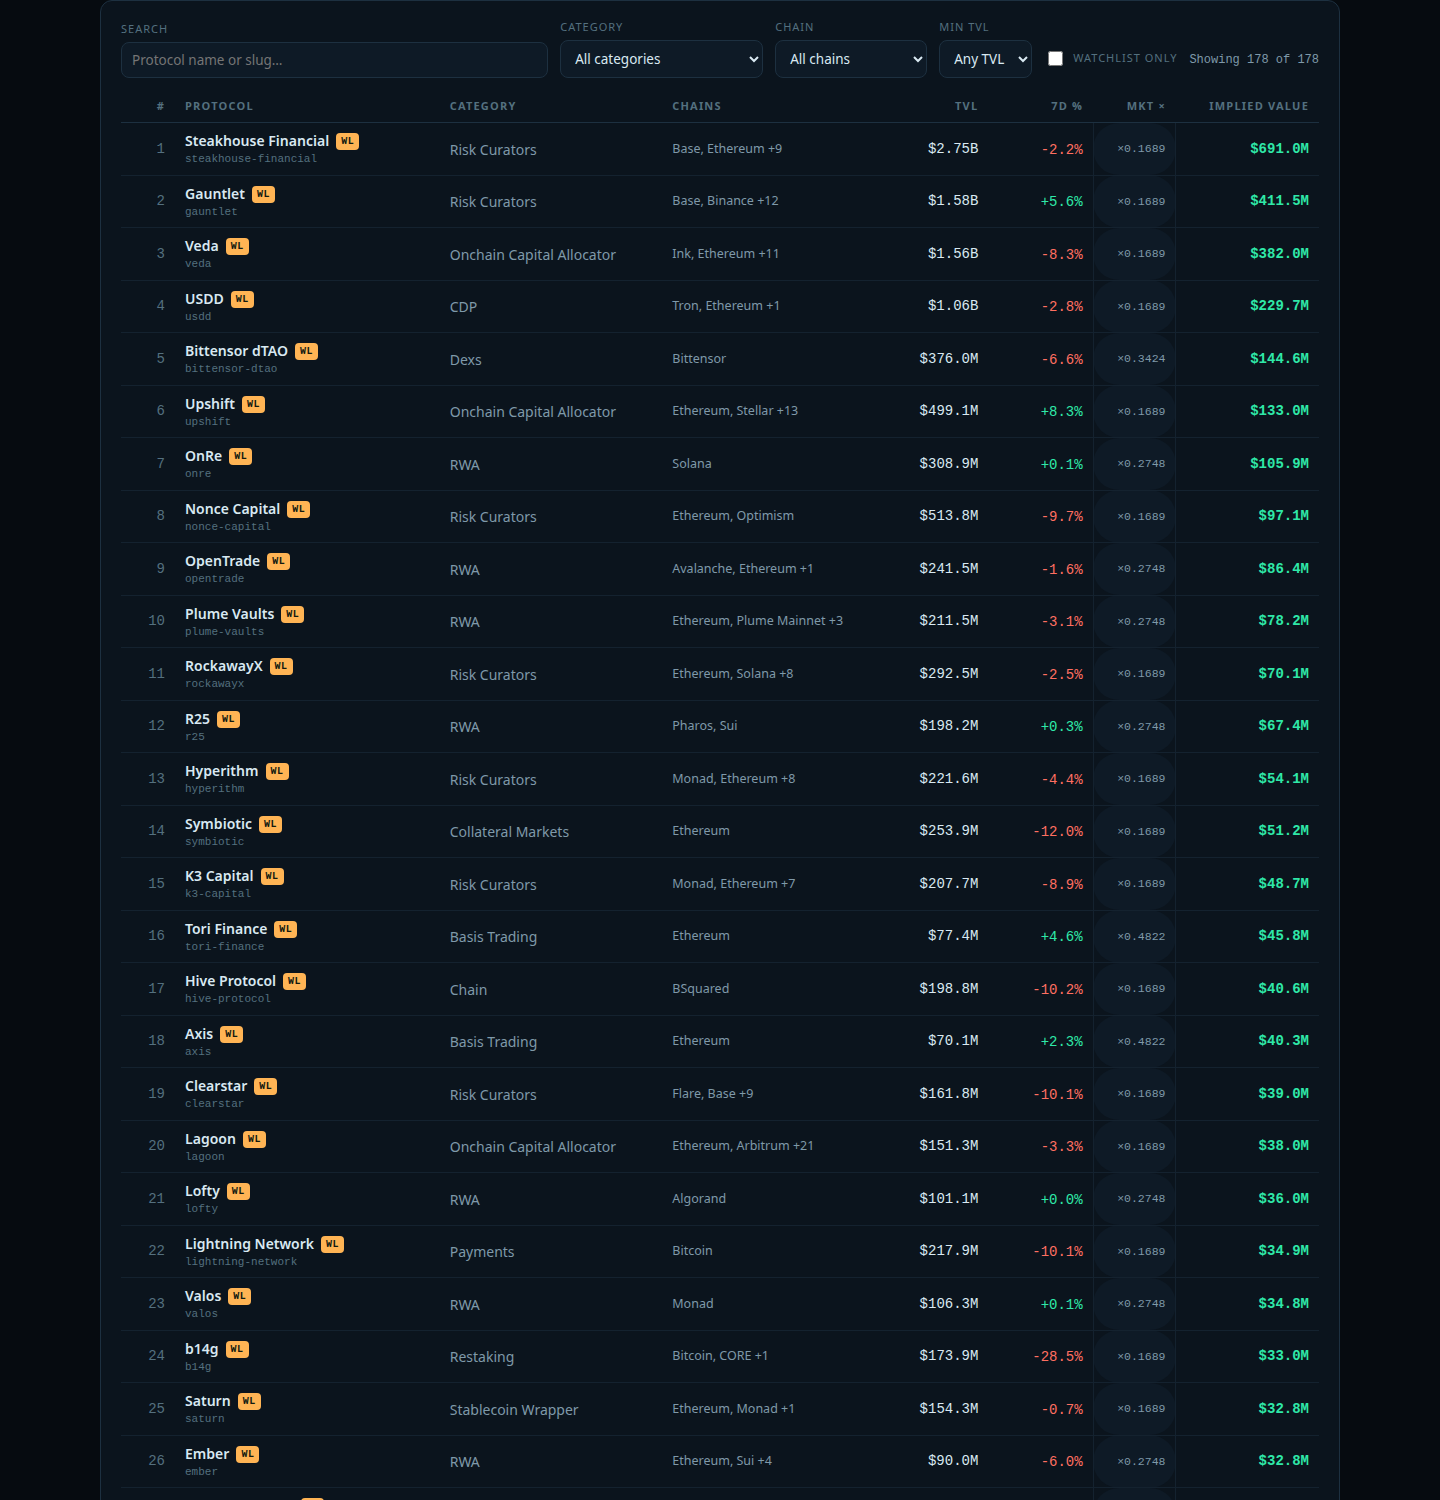 SEARCH CATEGORY CHAIN MIN TVL
Protocol name or slug... All categories All chains Any TVL WATCHLIST ONLY Showing 178 of 178
# PROTOCOL CATEGORY CHAINS TVL 7D % MKT × IMPLIED VALUE
1 Steakhouse Financial WL Risk Curators Base, Ethereum +9 $2.75B -2.2% ×0.1689 $691.0M
steakhouse-financial
2 Gauntlet WL Risk Curators Base, Binance +12 $1.58B +5.6% ×0.1689 $411.5M
gauntlet
3 Veda WL Onchain Capital Allocator Ink, Ethereum +11 $1.56B -8.3% ×0.1689 $382.0M
veda
4 USDD WL CDP Tron, Ethereum +1 $1.06B -2.8% ×0.1689 $229.7M
usdd
5 Bittensor dTAO WL Dexs Bittensor $376.0M -6.6% ×0.3424 $144.6M
bittensor-dtao
6 Upshift WL Onchain Capital Allocator Ethereum, Stellar +13 $499.1M +8.3% ×0.1689 $133.0M
upshift
7 OnRe WL RWA Solana $308.9M +0.1% ×0.2748 $105.9M
onre
8 Nonce Capital WL Risk Curators Ethereum, Optimism $513.8M -9.7% ×0.1689 $97.1M
nonce-capital
9 OpenTrade WL RWA Avalanche, Ethereum +1 $241.5M -1.6% ×0.2748 $86.4M
opentrade
10 Plume Vaults WL RWA Ethereum, Plume Mainnet +3 $211.5M -3.1% ×0.2748 $78.2M
plume-vaults
11 RockawayX WL Risk Curators Ethereum, Solana +8 $292.5M -2.5% ×0.1689 $70.1M
rockawayx
12 R25 WL RWA Pharos, Sui $198.2M +0.3% ×0.2748 $67.4M
r25
13 Hyperithm WL Risk Curators Monad, Ethereum +8 $221.6M -4.4% ×0.1689 $54.1M
hyperithm
14 Symbiotic WL Collateral Markets Ethereum $253.9M -12.0% ×0.1689 $51.2M
symbiotic
15 K3 Capital WL Risk Curators Monad, Ethereum +7 $207.7M -8.9% ×0.1689 $48.7M
k3-capital
16 Tori Finance WL Basis Trading Ethereum $77.4M +4.6% ×0.4822 $45.8M
tori-finance
17 Hive Protocol WL Chain BSquared $198.8M -10.2% ×0.1689 $40.6M
hive-protocol
18 Axis WL Basis Trading Ethereum $70.1M +2.3% ×0.4822 $40.3M
axis
19 Clearstar WL Risk Curators Flare, Base +9 $161.8M -10.1% ×0.1689 $39.0M
clearstar
20 Lagoon WL Onchain Capital Allocator Ethereum, Arbitrum +21 $151.3M -3.3% ×0.1689 $38.0M
lagoon
21 Lofty WL RWA Algorand $101.1M +0.0% ×0.2748 $36.0M
lofty
22 Lightning Network WL Payments Bitcoin $217.9M -10.1% ×0.1689 $34.9M
lightning-network
23 Valos WL RWA Monad $106.3M +0.1% ×0.2748 $34.8M
valos
24 b14g WL Restaking Bitcoin, CORE +1 $173.9M -28.5% ×0.1689 $33.0M
b14g
25 Saturn WL Stablecoin Wrapper Ethereum, Monad +1 $154.3M -0.7% ×0.1689 $32.8M
saturn
26 Ember WL RWA Ethereum, Sui +4 $90.0M -6.0% ×0.2748 $32.8M
ember